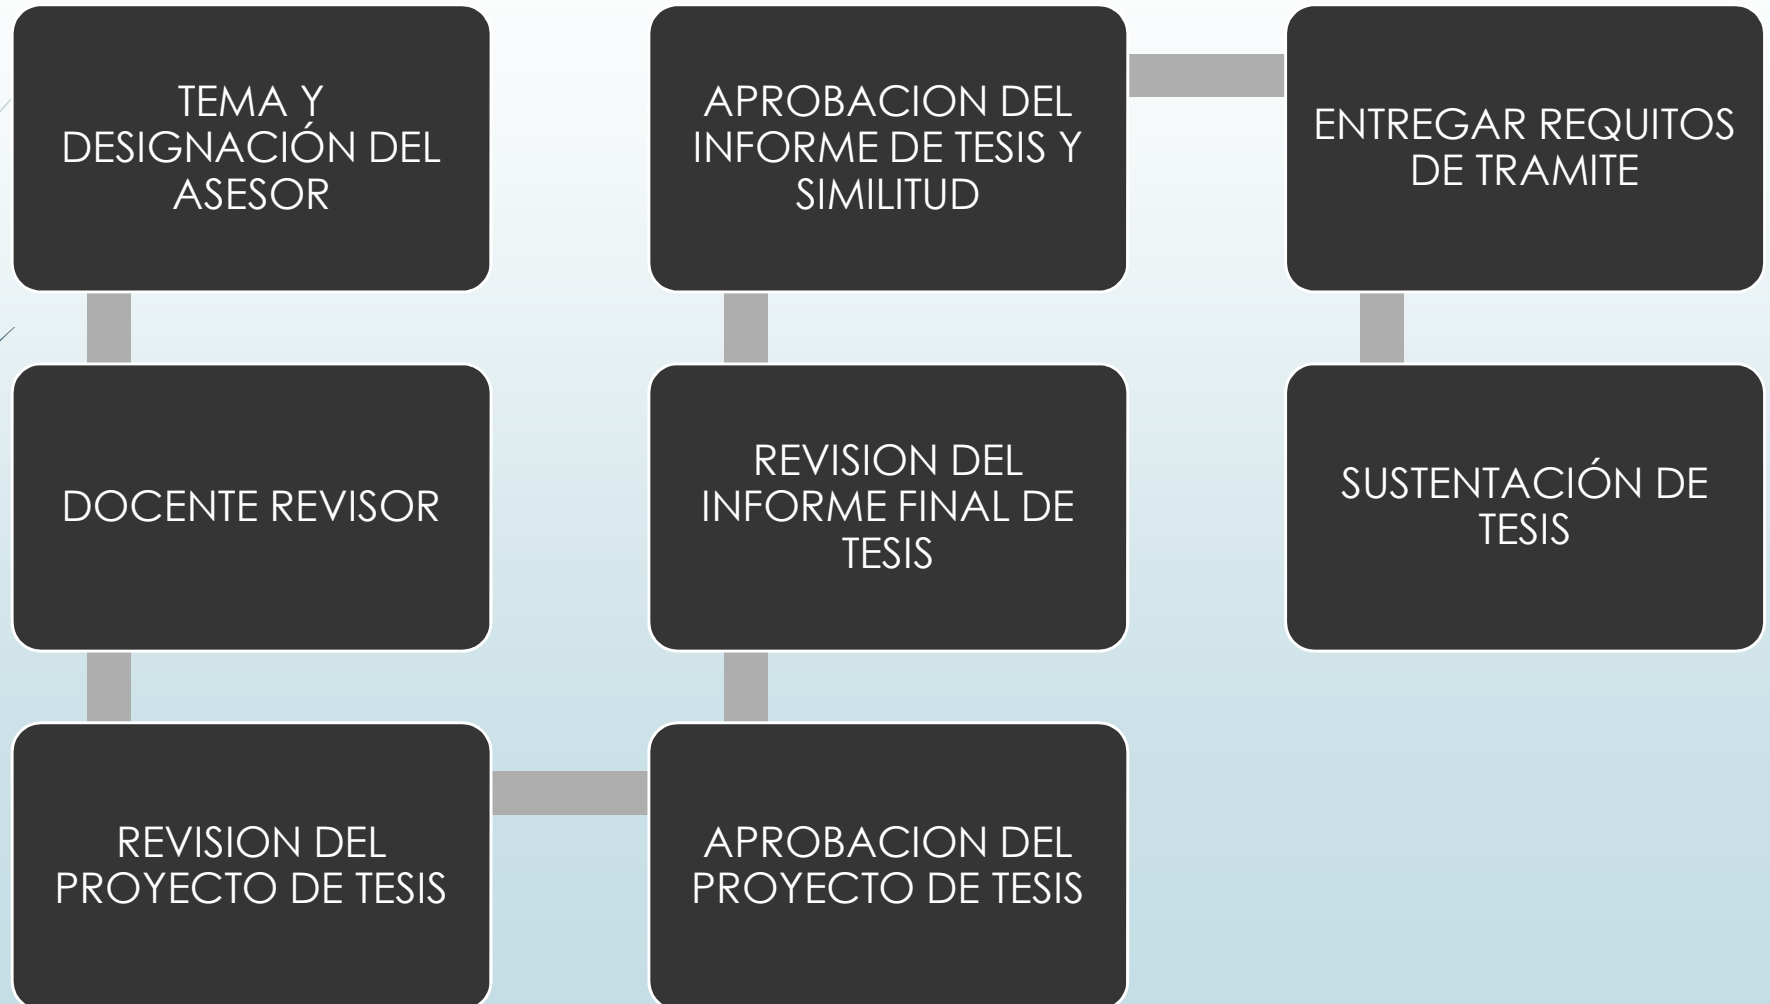 TEMA Y
DESIGNACIÓN DEL
ASESOR
DOCENTE REVISOR
REVISION DEL
PROYECTO DE TESIS
APROBACION DEL
PROYECTO DE TESIS
REVISION DEL
INFORME FINAL DE
TESIS
APROBACION DEL
INFORME DE TESIS Y
SIMILITUD
ENTREGAR REQUITOS
DE TRAMITE
SUSTENTACIÓN DE
TESIS